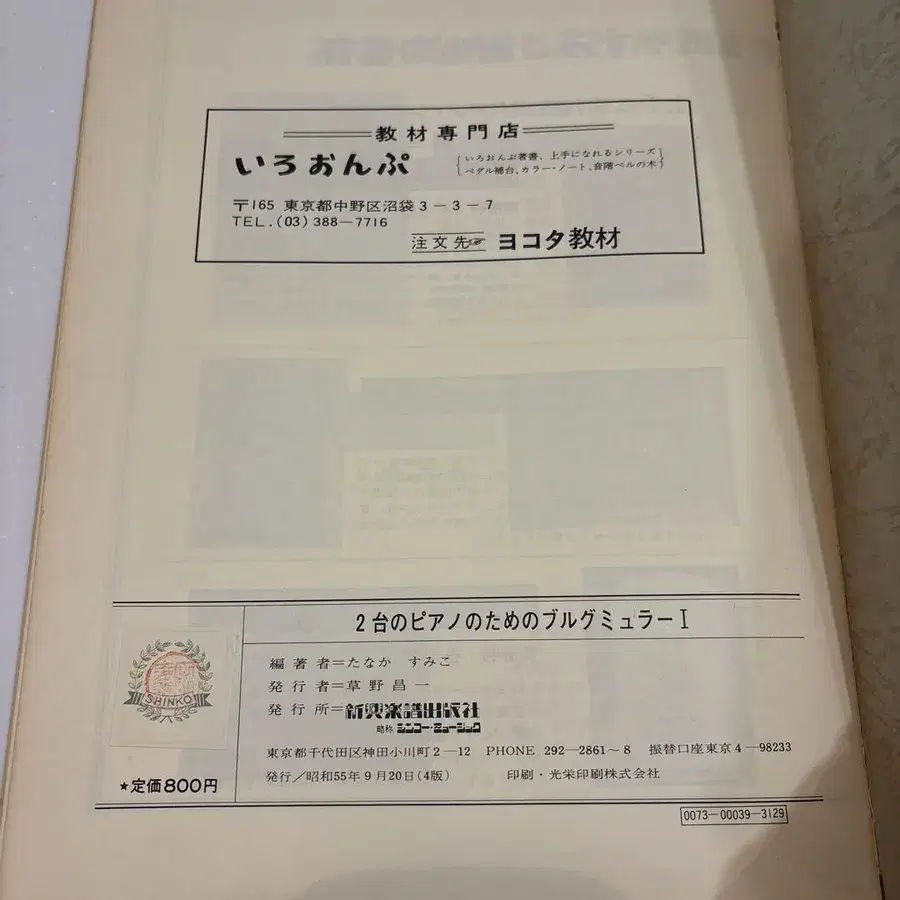 教材専門店
いろおんぷ
いろおんぷ著書、上手になれるシリーズ
ペダル補台、カラー・ノート、音階ベルの木
〒165 東京都中野区沼袋3-3-7
TEL.(03)388-7716
注文先☞ ヨコタ教材
2台のピアノのためのブルグミュラーⅠ
編著者=たなか すみこ
発行者=草野昌一
発行所=新興楽譜出版社
略称 シンコー・ミュージック
東京都千代田区神田小川町2-12 PHONE 292-2861~8 振替口座東京4-98233
発行/昭和55年9月20日(4版) 印刷・光栄印刷株式会社
SHINKO
★定価800円
0073-00039-3129